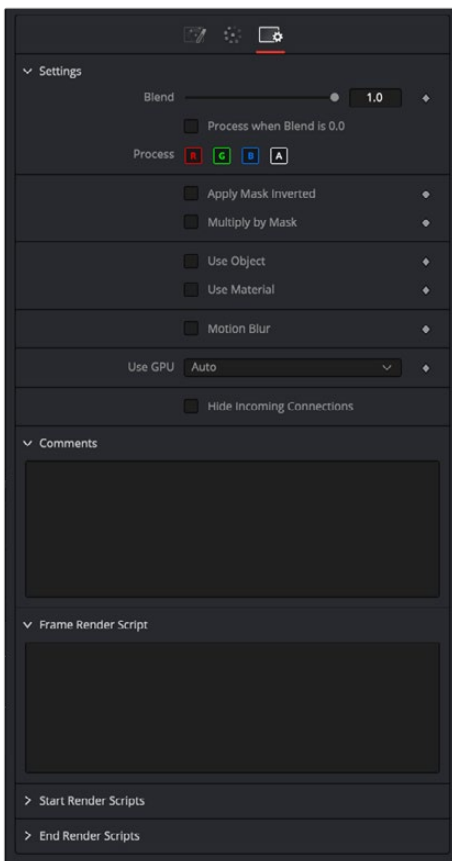 Settings
Blend 1.0
Process when Blend is 0.0
Process R G B A
Apply Mask Inverted
Multiply by Mask
Use Object
Use Material
Motion Blur
Use GPU Auto
Hide Incoming Connections
Comments
Frame Render Script
Start Render Scripts
End Render Scripts